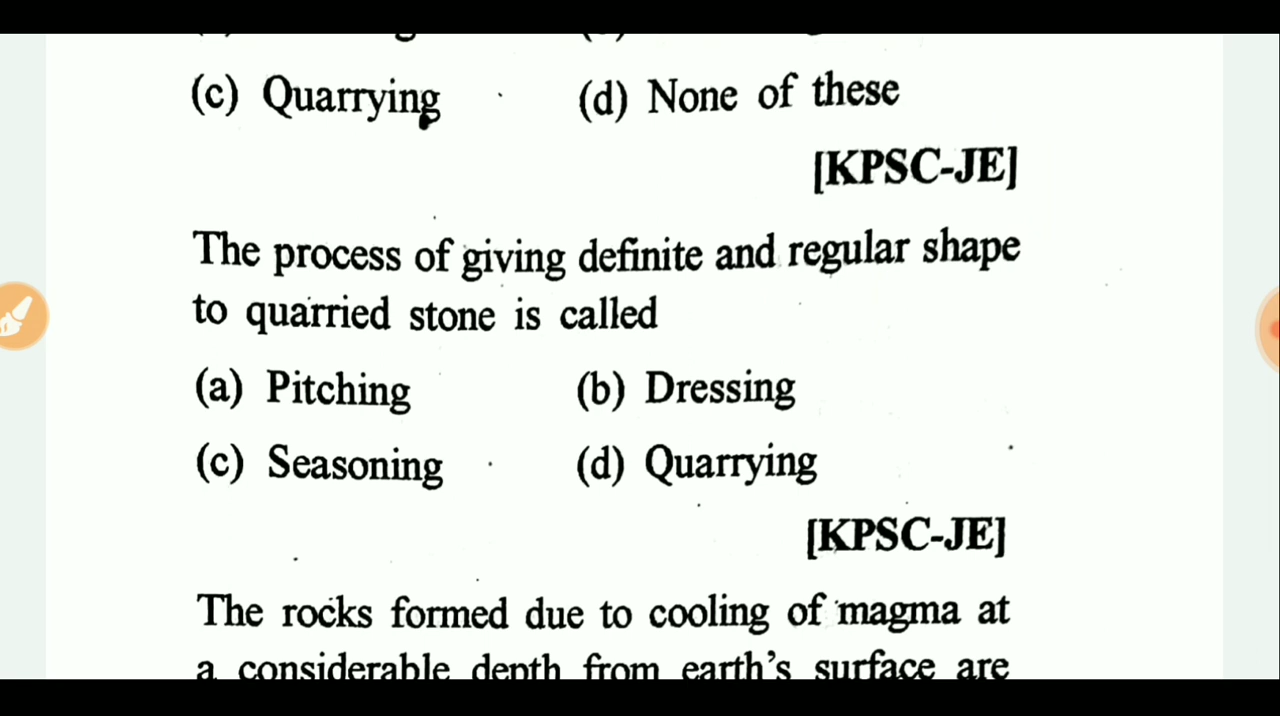 (c) Quarrying (d) None of these
[KPSC-JE]
The process of giving definite and regular shape
to quarried stone is called
(a) Pitching (b) Dressing
(c) Seasoning (d) Quarrying
[KPSC-JE]
The rocks formed due to cooling of magma at
a considerable depth from earth's surface are